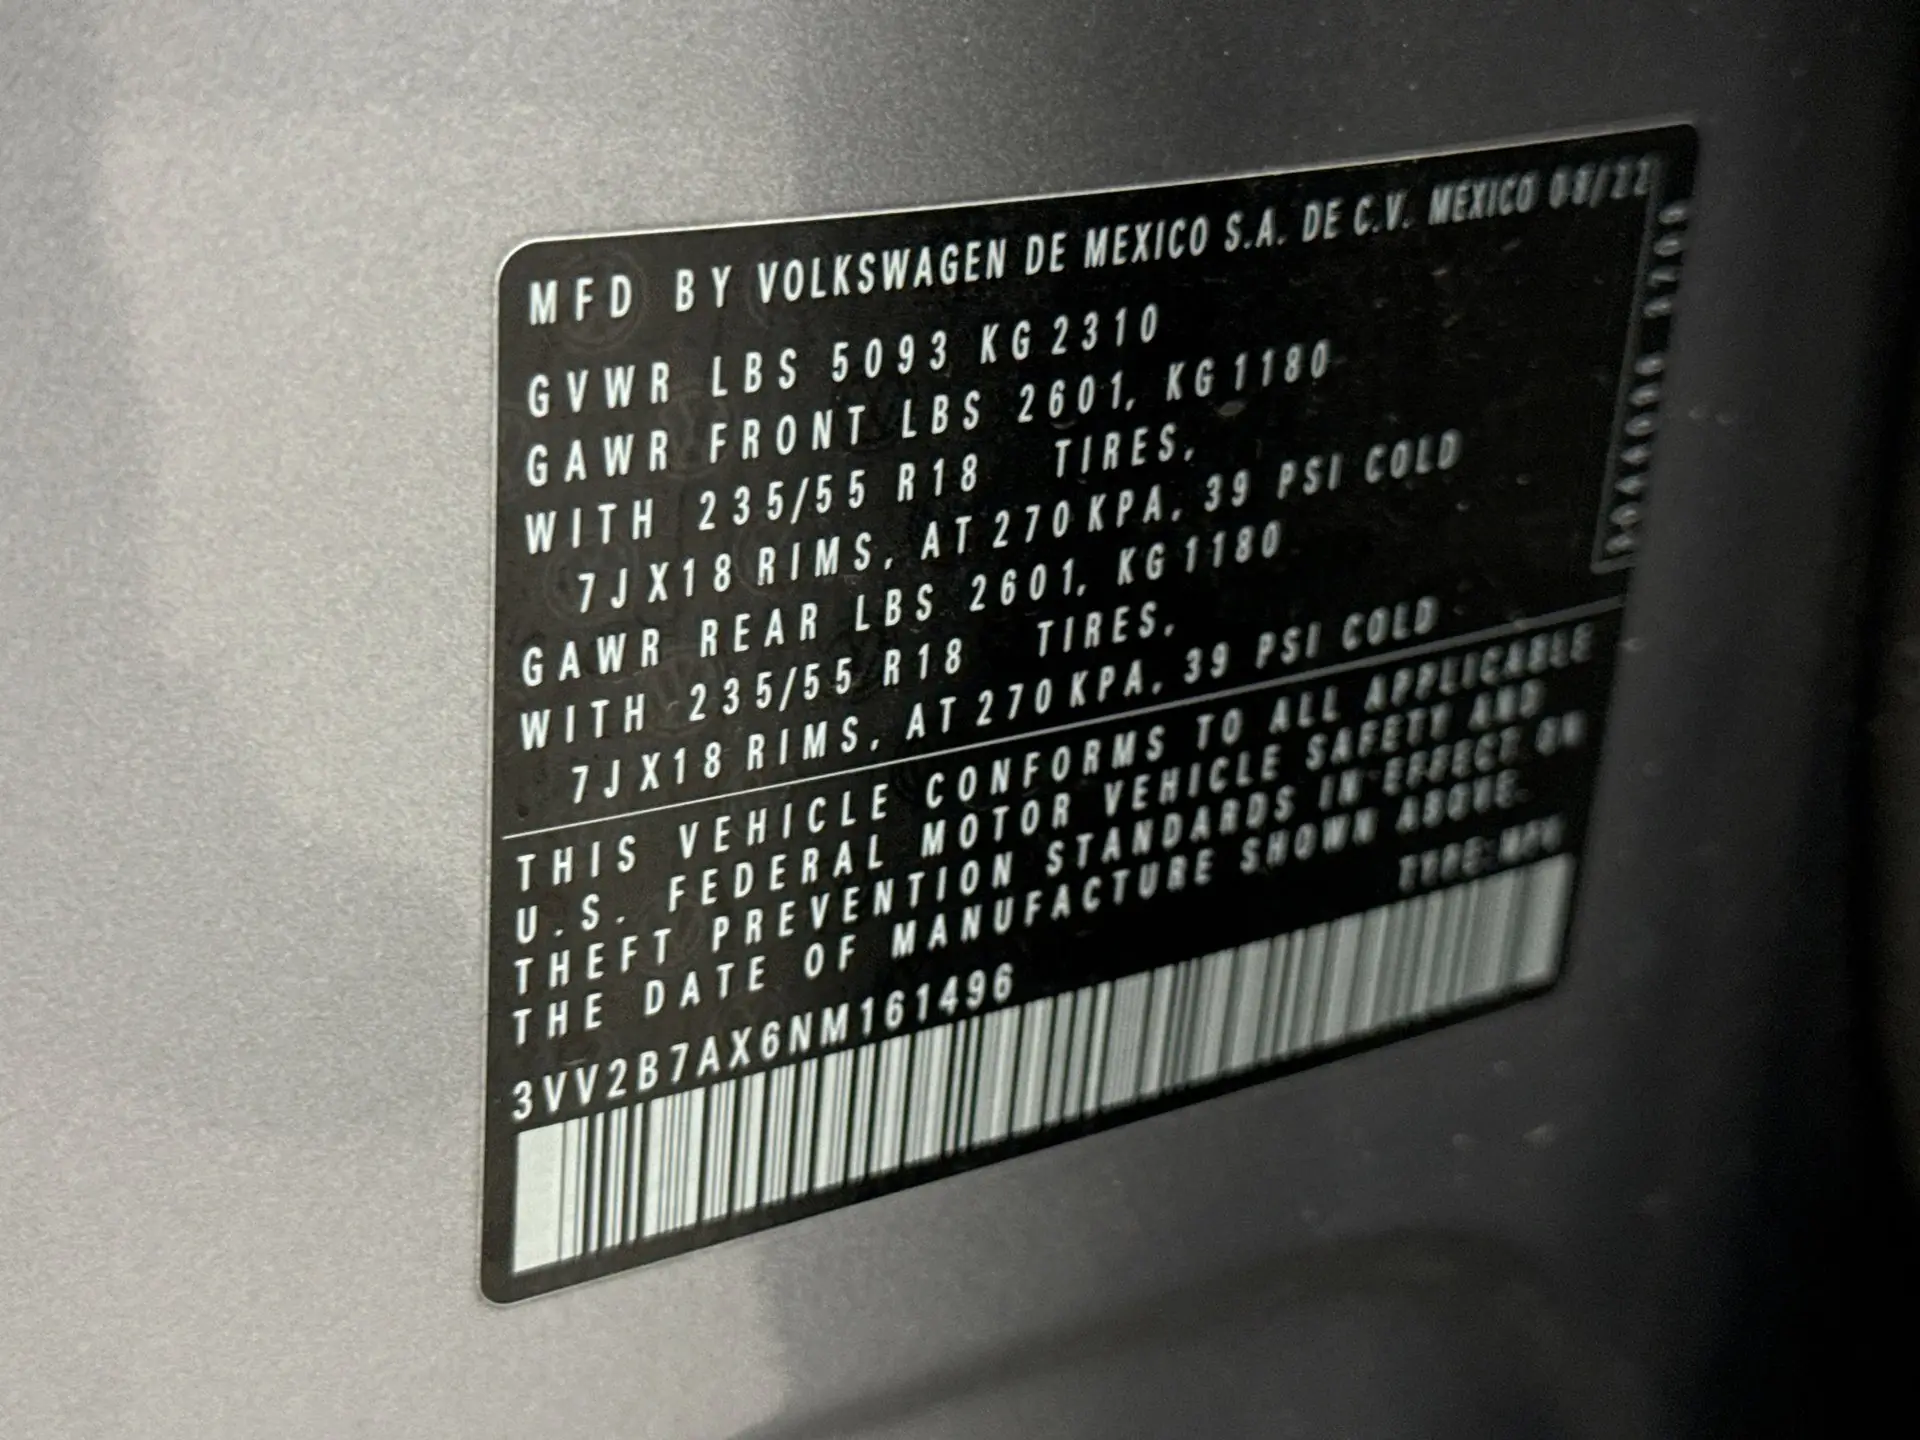 MFD BY VOLKSWAGEN DE MEXICO S.A. DE C.V. MEXICO 08/22
GVWR LBS 5093 KG 2310
GAWR FRONT LBS 2601, KG 1180
WITH 235/55 R18 TIRES,
7JX18 RIMS, AT 270 KPA, 39 PSI COLD
GAWR REAR LBS 2601, KG 1180
WITH 235/55 R18 TIRES,
7JX18 RIMS, AT 270 KPA, 39 PSI COLD
THIS VEHICLE CONFORMS TO ALL APPLICABLE
U.S. FEDERAL MOTOR VEHICLE SAFETY AND
THEFT PREVENTION STANDARDS IN EFFECT ON
THE DATE OF MANUFACTURE SHOWN ABOVE.
TYPE: MPV
3VV2B7AX6NM161496